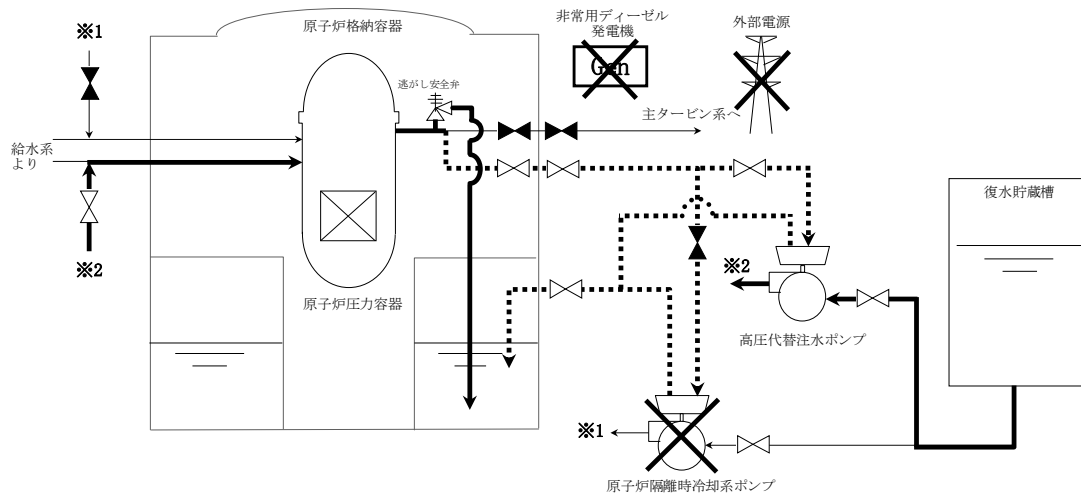 ※1
原子炉格納容器
非常用ディーゼル
発電機
外部電源
Gen
逃がし安全弁
主タービン系へ
給水系
より
復水貯蔵槽
※2
※2
原子炉圧力容器
高圧代替注水ポンプ
※1
原子炉隔離時冷却系ポンプ